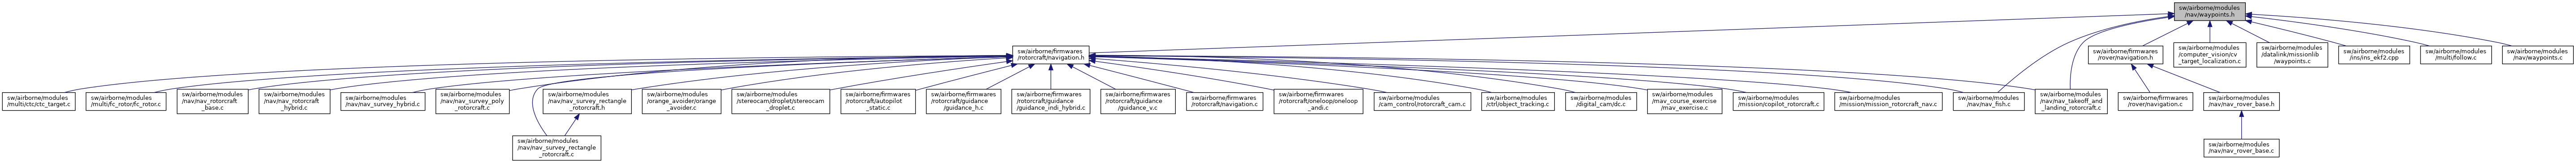 sw/airborne/modules
/nav/waypoints.h
sw/airborne/firmwares
/rotorcraft/navigation.h
sw/airborne/firmwares
/rover/navigation.h
sw/airborne/modules
/computer_vision/cv
_target_localization.c
sw/airborne/modules
/datalink/missionlib
/waypoints.c
sw/airborne/modules
/ins/ins_ekf2.cpp
sw/airborne/modules
/multi/follow.c
sw/airborne/modules
/nav/waypoints.c
sw/airborne/modules
/multi/ctc/ctc_target.c
sw/airborne/modules
/multi/fc_rotor/fc_rotor.c
sw/airborne/modules
/nav/nav_rotorcraft
_base.c
sw/airborne/modules
/nav/nav_rotorcraft
_hybrid.c
sw/airborne/modules
/nav/nav_survey_hybrid.c
sw/airborne/modules
/nav/nav_survey_poly
_rotorcraft.c
sw/airborne/modules
/nav/nav_survey_rectangle
_rotorcraft.h
sw/airborne/modules
/orange_avoider/orange
_avoider.c
sw/airborne/modules
/stereocam/droplet/stereocam
_droplet.c
sw/airborne/firmwares
/rotorcraft/autopilot
_static.c
sw/airborne/firmwares
/rotorcraft/guidance
/guidance_h.c
sw/airborne/firmwares
/rotorcraft/guidance
/guidance_indi_hybrid.c
sw/airborne/firmwares
/rotorcraft/guidance
/guidance_v.c
sw/airborne/firmwares
/rotorcraft/navigation.c
sw/airborne/firmwares
/rotorcraft/oneloop/oneloop
_andi.c
sw/airborne/modules
/cam_control/rotorcraft_cam.c
sw/airborne/modules
/ctrl/object_tracking.c
sw/airborne/modules
/digital_cam/dc.c
sw/airborne/modules
/mav_course_exercise
/mav_exercise.c
sw/airborne/modules
/mission/copilot_rotorcraft.c
sw/airborne/modules
/mission/mission_rotorcraft_nav.c
sw/airborne/modules
/nav/nav_fish.c
sw/airborne/modules
/nav/nav_takeoff_and
_landing_rotorcraft.c
sw/airborne/firmwares
/rover/navigation.c
sw/airborne/modules
/nav/nav_rover_base.h
sw/airborne/modules
/nav/nav_survey_rectangle
_rotorcraft.c
sw/airborne/modules
/nav/nav_rover_base.c